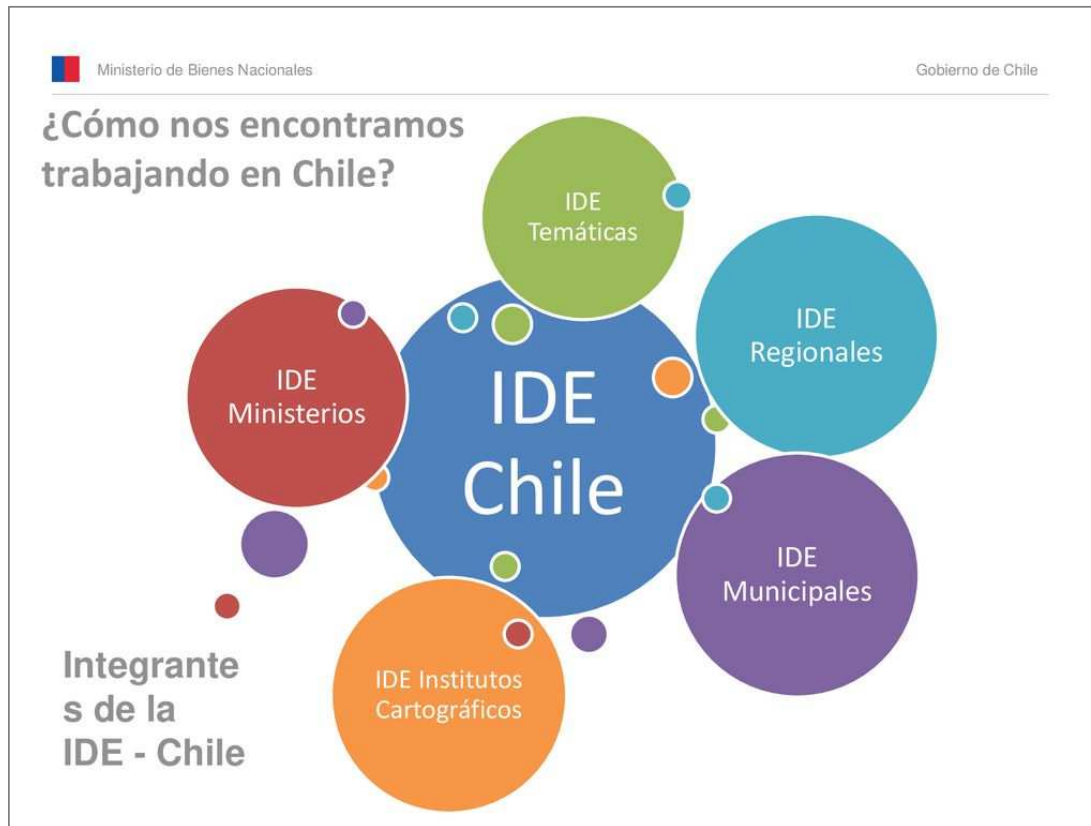 Ministerio de Bienes Nacionales
Gobierno de Chile
¿Cómo nos encontramos
trabajando en Chile?
IDE
Temáticas
IDE
Regionales
IDE
Ministerios
IDE
Chile
IDE
Municipales
IDE Institutos
Cartográficos
Integrante
s de la
IDE - Chile